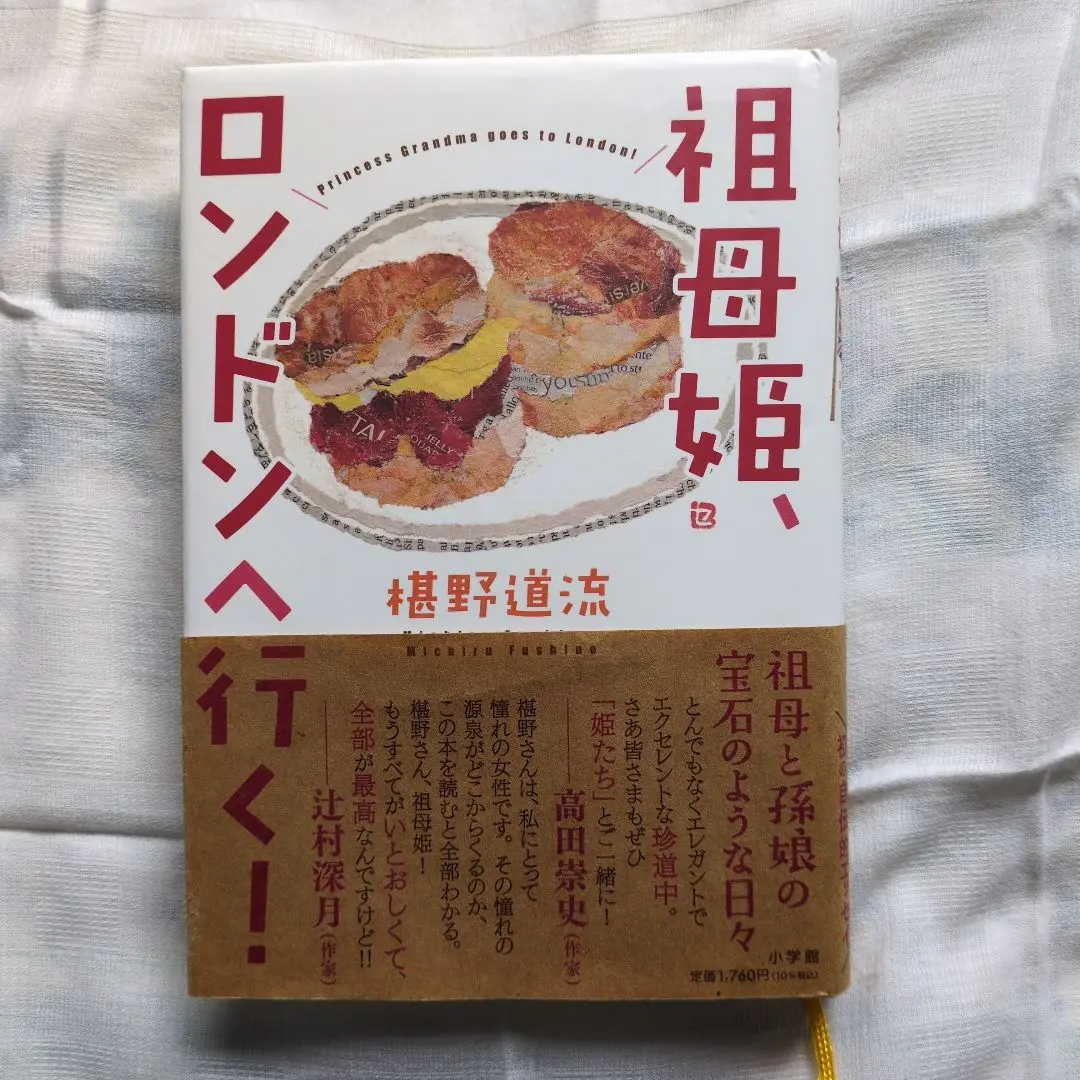 祖母姫、
ロンドンへ
行く!
Princess Grandma goes to London!
椹野道流
Michiru Fushino
祖母と孫娘の
宝石のような日々
とんでもなくエレガントで
エクセレントな珍道中。
さあ皆さまもぜひ
「姫たち」とご一緒に!
――高田崇史(作家)
椹野さんは、私にとって
憧れの女性です。その憧れの
源泉がどこからくるのか、
この本を読むと全部わかる。
椹野さん、祖母姫!
もうすべてがいとおしくて、
全部が最高なんですけど!!
――辻村深月(作家)
小学館
定価1,760円(10%税込)
TAI
JELLY
QUAT